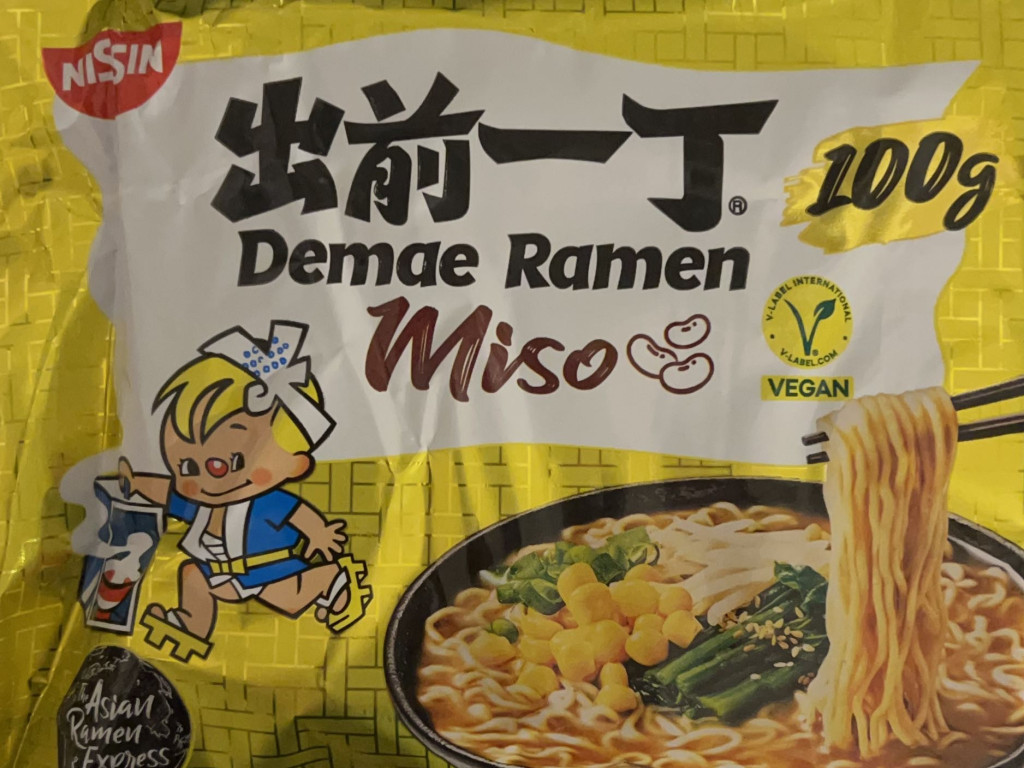 NISSIN
出前一丁®
100g
Demae Ramen
Miso
V-LABEL INTERNATIONAL
V-LABEL.COM
VEGAN
Asian
Ramen
Express